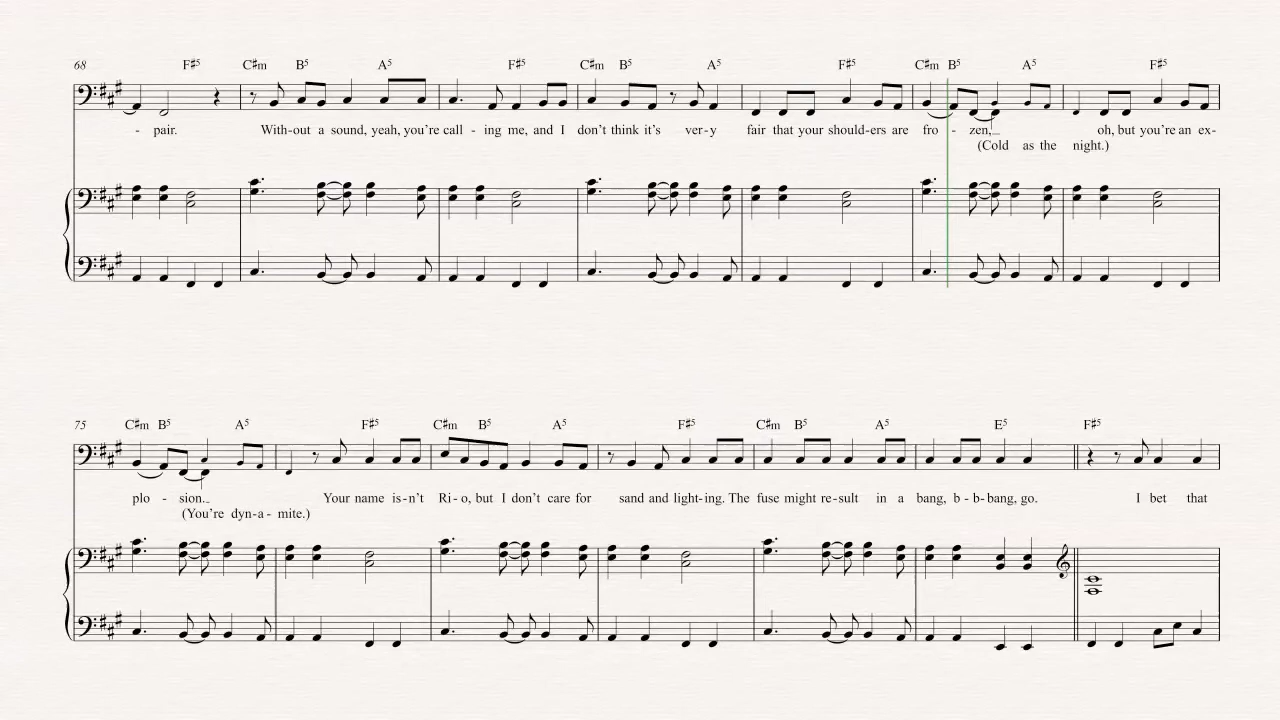 68 F♯5 C♯m B5 A5 F♯5 C♯m B5 A5 F♯5 C♯m B5 A5 F♯5
- pair. With-out a sound, yeah, you're call - ing me, and I don't think it's ver-y fair that your should-ers are fro - zen,_ oh, but you're an ex-
(Cold as the night.)
75 C♯m B5 A5 F♯5 C♯m B5 A5 F♯5 C♯m B5 A5 E5 F♯5
plo - sion._ Your name is-n't Ri-o, but I don't care for sand and light-ing. The fuse might re-sult in a bang, b - b-bang, go. I bet that
(You're dyn-a - mite.)